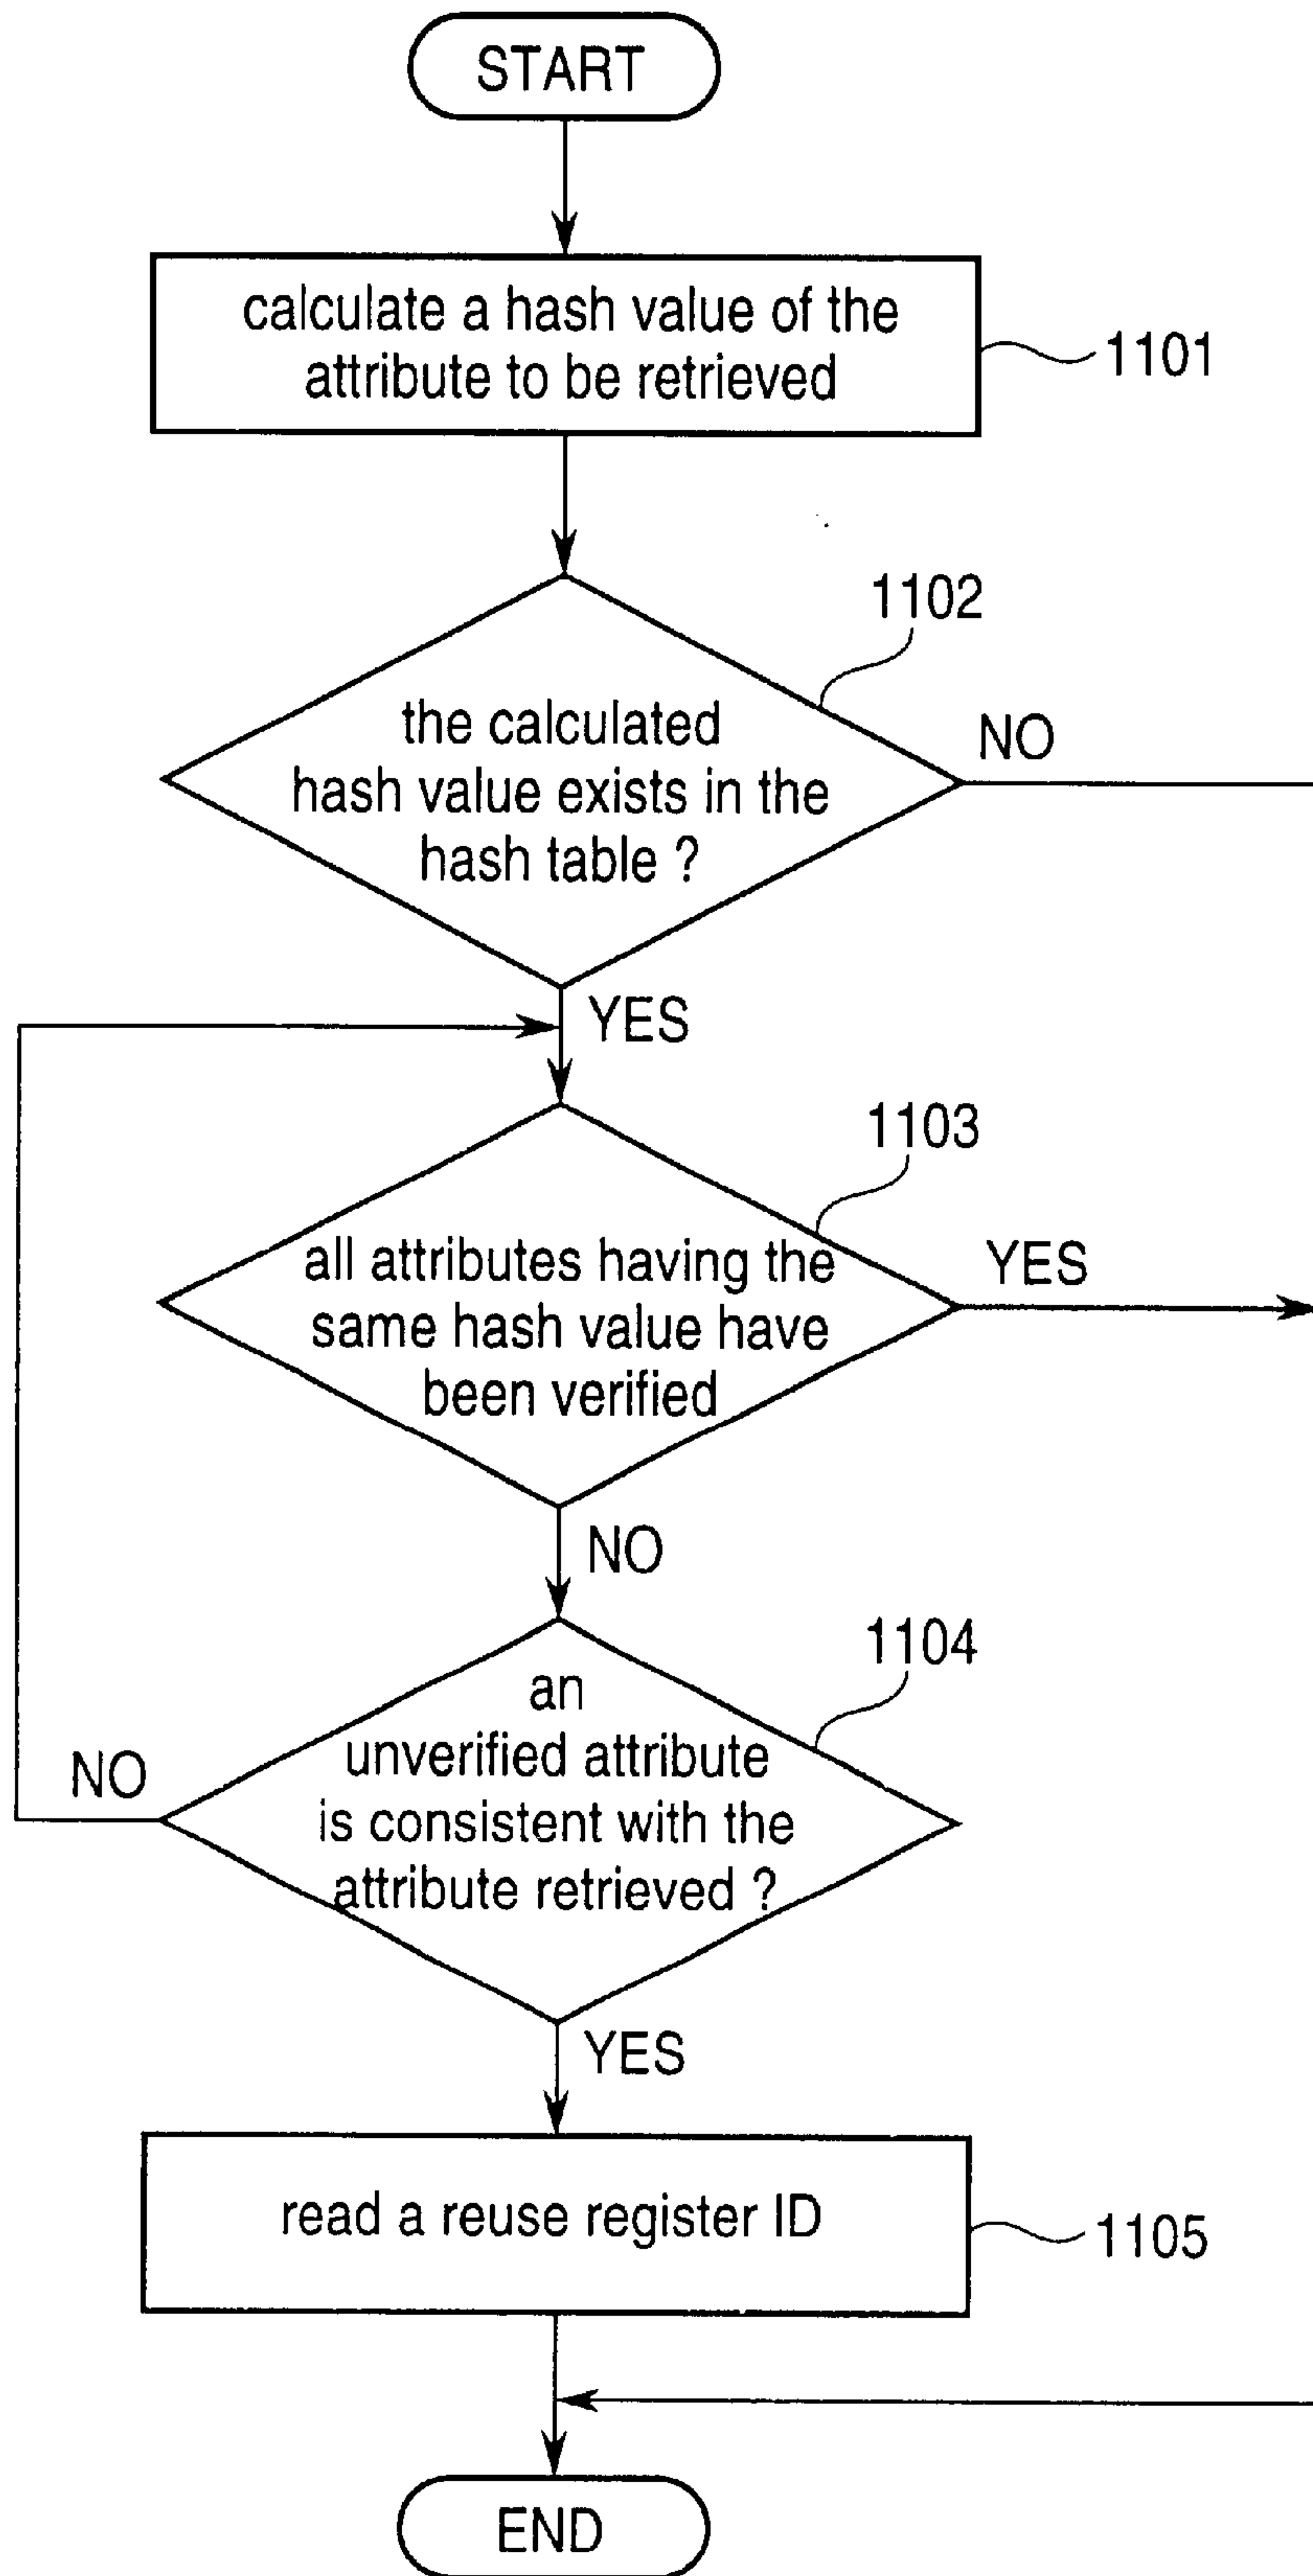 START
calculate a hash value of the
attribute to be retrieved
1101
1102
the calculated
hash value exists in the
hash table ?
NO
YES
1103
all attributes having the
same hash value have
been verified
YES
NO
1104
an
unverified attribute
is consistent with the
attribute retrieved ?
NO
YES
read a reuse register ID
1105
END